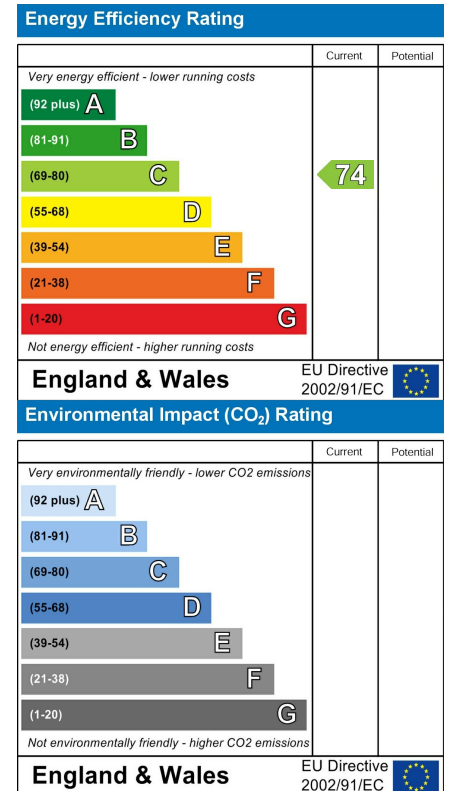 Energy Efficiency Rating
Current Potential
Very energy efficient - lower running costs
(92 plus) A
(81-91) B
(69-80) C
74
(55-68) D
(39-54) E
(21-38) F
(1-20) G
Not energy efficient - higher running costs
England & Wales
EU Directive
2002/91/EC
Environmental Impact (CO₂) Rating
Current Potential
Very environmentally friendly - lower CO2 emissions
(92 plus) A
(81-91) B
(69-80) C
(55-68) D
(39-54) E
(21-38) F
(1-20) G
Not environmentally friendly - higher CO2 emissions
England & Wales
EU Directive
2002/91/EC